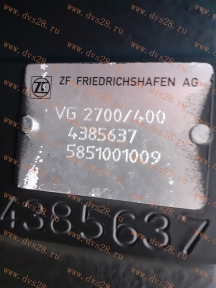 ZF FRIEDRICHSHAFEN AG
VG 2700/400
4385637
5851001009
4385637
www.dvs28.ru